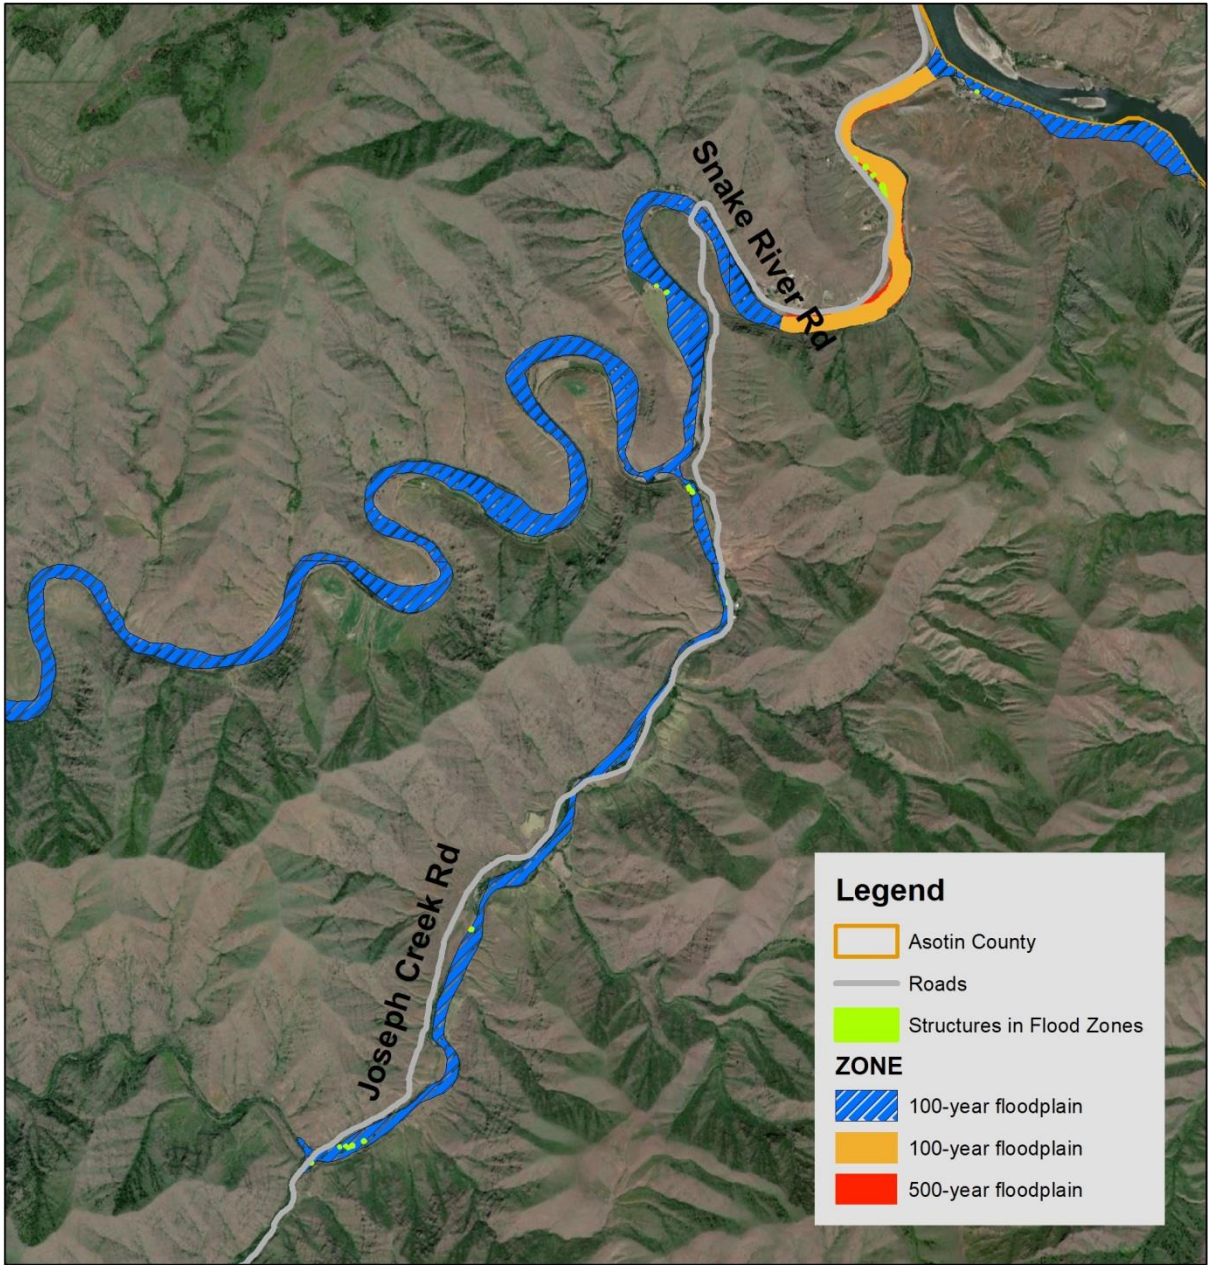 Snake River Rd
Joseph Creek Rd
Legend
Asotin County
Roads
Structures in Flood Zones
ZONE
100-year floodplain
100-year floodplain
500-year floodplain